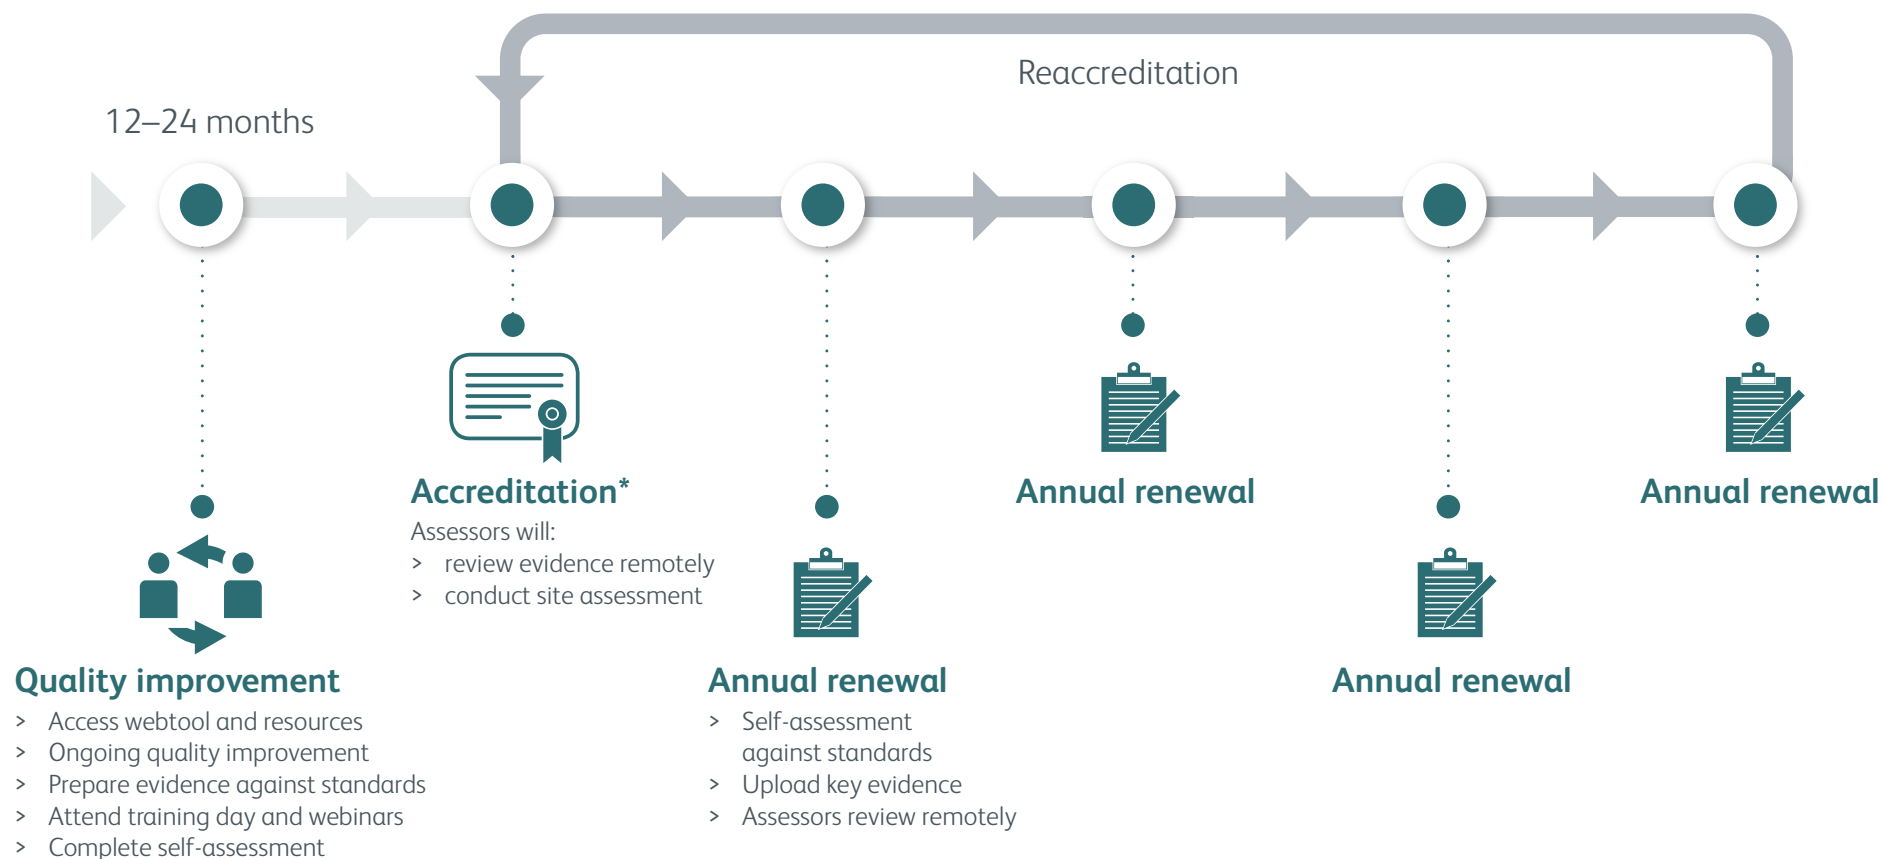 Reaccreditation
12–24 months
Accreditation*
Assessors will:
> review evidence remotely
> conduct site assessment
Annual renewal
Annual renewal
Quality improvement
> Access webtool and resources
> Ongoing quality improvement
> Prepare evidence against standards
> Attend training day and webinars
> Complete self-assessment
Annual renewal
> Self-assessment
against standards
> Upload key evidence
> Assessors review remotely
Annual renewal